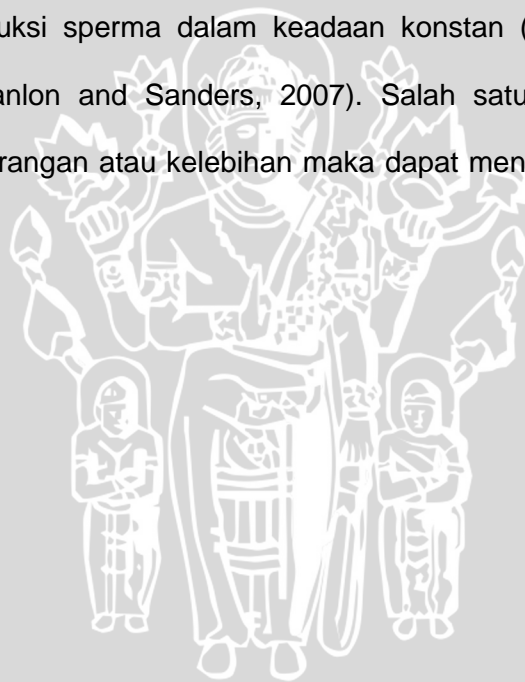 uksi sperma dalam keadaan konstan (
anlon and Sanders, 2007). Salah satu
rangan atau kelebihan maka dapat men